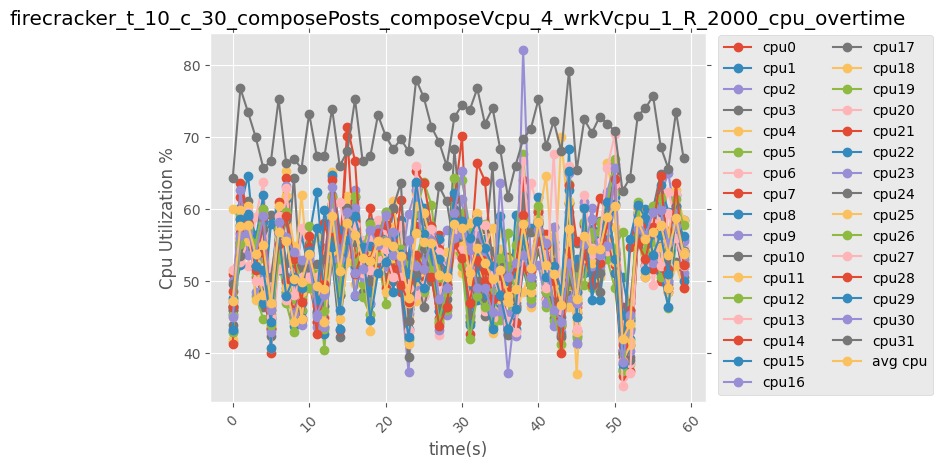 firecracker_t_10_c_30_composePosts_composeVcpu_4_wrkVcpu_1_R_2000_cpu_overtime
Cpu Utilization %
80
70
60
50
40
0
10
20
30
40
50
60
time(s)
cpu0
cpu1
cpu2
cpu3
cpu4
cpu5
cpu6
cpu7
cpu8
cpu9
cpu10
cpu11
cpu12
cpu13
cpu14
cpu15
cpu16
cpu17
cpu18
cpu19
cpu20
cpu21
cpu22
cpu23
cpu24
cpu25
cpu26
cpu27
cpu28
cpu29
cpu30
cpu31
avg cpu